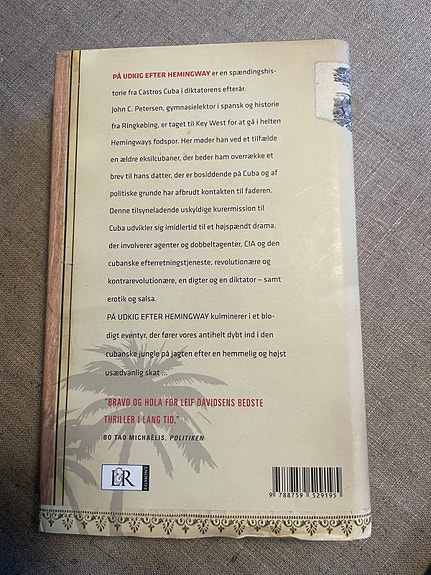 PÅ UDKIG EFTER HEMINGWAY er en spændingshis-
torie fra Castros Cuba i diktatorens efterår.
John C. Petersen, gymnasielektor i spansk og historie
fra Ringkøbing, er taget til Key West for at gå i helten
Hemingways fodspor. Her møder han ved et tilfælde
en ældre eksilcubaner, der beder ham overrække et
brev til hans datter, der er bosiddende på Cuba og af
politiske grunde har afbrudt kontakten til faderen.
Denne tilsyneladende uskyldige kurermission til
Cuba udvikler sig imidlertid til et højspændt drama,
der involverer agenter og dobbeltagenter, CIA og den
cubanske efterretningstjeneste, revolutionære og
kontrarevolutionære, en digter og en diktator – samt
erotik og salsa.
PÅ UDKIG EFTER HEMINGWAY kulminerer i et blo-
digt eventyr, der fører vores antihelt dybt ind i den
cubanske jungle på jagten efter en hemmelig og højst
usædvanlig skat ...
"BRAVO OG HOLA FOR LEIF DAVIDSENS BEDSTE
THRILLER I LANG TID."
BO TAO MICHAËLIS, POLITIKEN
L&R
EGMONT
9 788759 529195